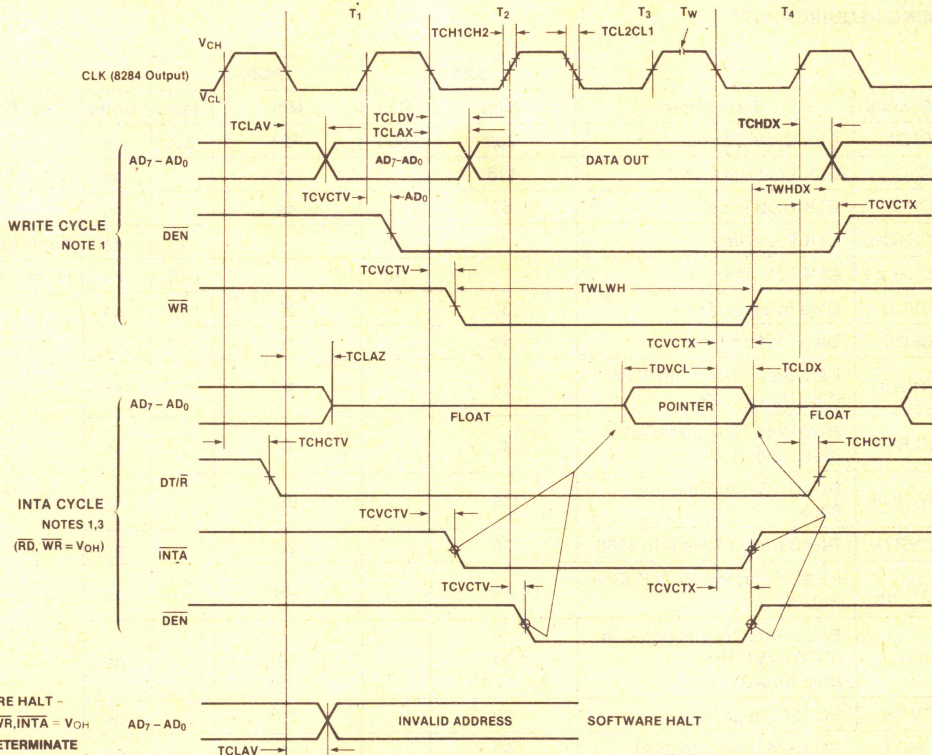 T1 T2 T3 TW T4
TCH1CH2 TCL2CL1
VCH
CLK (8284 Output)
VCL
TCLAV TCLDV TCHDX
TCLAX
AD7 – AD0 AD7-AD0 DATA OUT
TWHDX
TCVCTV AD0 TCVCTX
WRITE CYCLE
NOTE 1
DEN
TCVCTV
TWLWH
WR
TCVCTX
TCLAZ TDVCL TCLDX
AD7 – AD0 FLOAT POINTER FLOAT
TCHCTV TCHCTV
DT/R
INTA CYCLE
NOTES 1,3
(RD, WR = VOH)
TCVCTV
INTA
TCVCTV TCVCTX
DEN
RE HALT –
VR,INTA = VOH
ETERMINATE
AD7 – AD0 INVALID ADDRESS SOFTWARE HALT
TCLAV